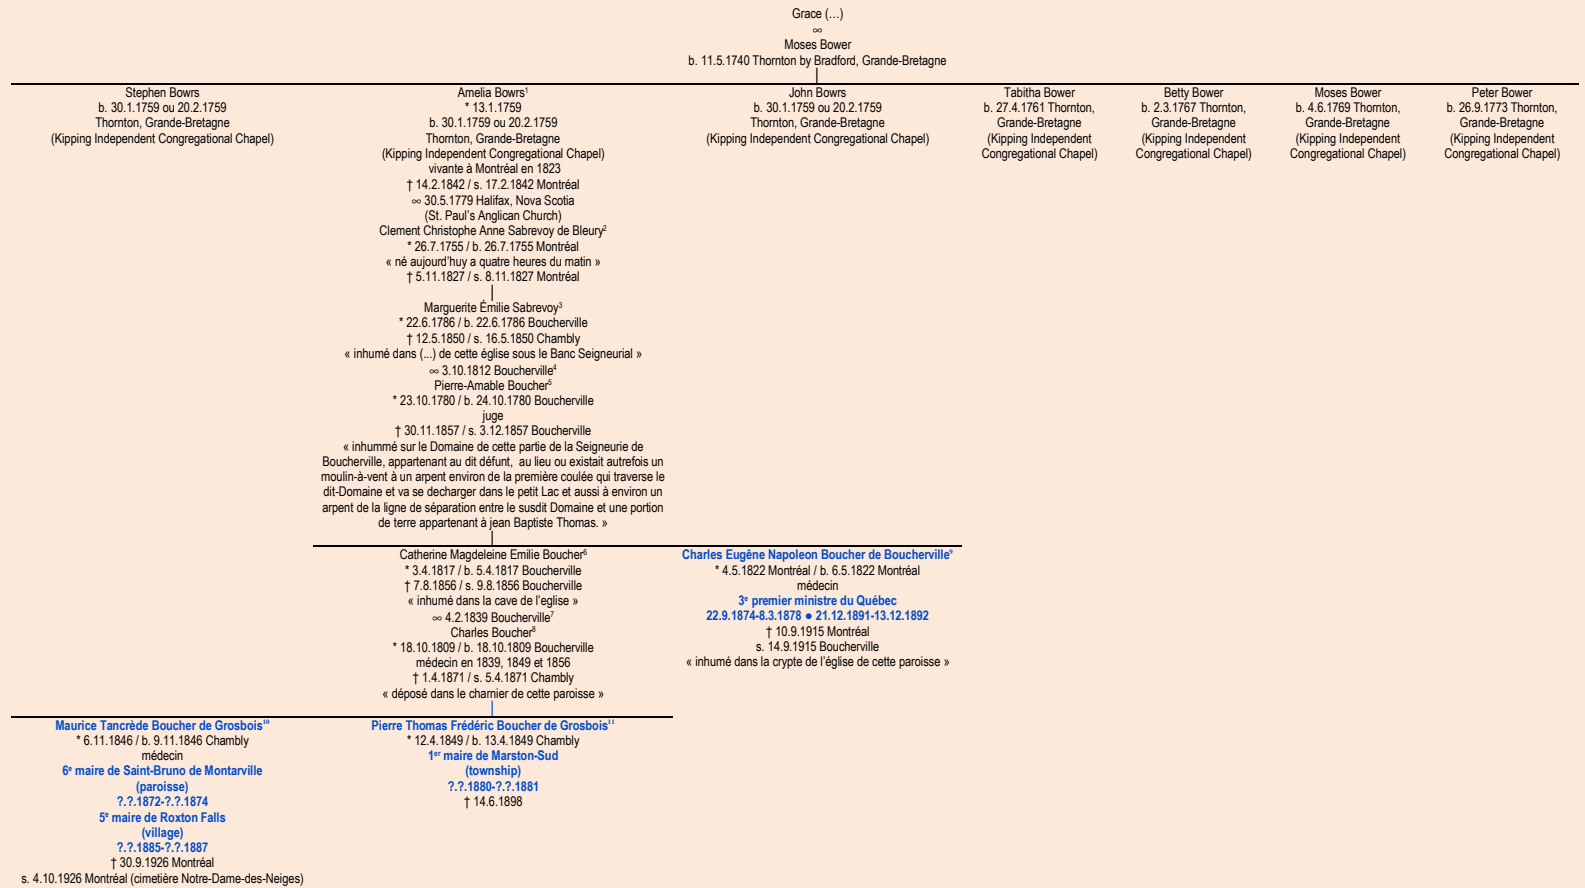 Grace (…)
∞
Moses Bower
b. 11.5.1740 Thornton by Bradford, Grande-Bretagne
Stephen Bowrs
b. 30.1.1759 ou 20.2.1759
Thornton, Grande-Bretagne
(Kipping Independent Congregational Chapel)
Amelia Bowrs¹
* 13.1.1759
b. 30.1.1759 ou 20.2.1759
Thornton, Grande-Bretagne
(Kipping Independent Congregational Chapel)
vivante à Montréal en 1823
† 14.2.1842 / s. 17.2.1842 Montréal
∞ 30.5.1779 Halifax, Nova Scotia
(St. Paul’s Anglican Church)
Clement Christophe Anne Sabrevoy de Bleury²
* 26.7.1755 / b. 26.7.1755 Montréal
« né aujourd’huy a quatre heures du matin »
† 5.11.1827 / s. 8.11.1827 Montréal
John Bowrs
b. 30.1.1759 ou 20.2.1759
Thornton, Grande-Bretagne
(Kipping Independent Congregational Chapel)
Tabitha Bower
b. 27.4.1761 Thornton,
Grande-Bretagne
(Kipping Independent
Congregational Chapel)
Betty Bower
b. 2.3.1767 Thornton,
Grande-Bretagne
(Kipping Independent
Congregational Chapel)
Moses Bower
b. 4.6.1769 Thornton,
Grande-Bretagne
(Kipping Independent
Congregational Chapel)
Peter Bower
b. 26.9.1773 Thornton,
Grande-Bretagne
(Kipping Independent
Congregational Chapel)
Marguerite Émilie Sabrevoy³
* 22.6.1786 / b. 22.6.1786 Boucherville
† 12.5.1850 / s. 16.5.1850 Chambly
« inhumé dans (...) de cette église sous le Banc Seigneurial »
∞ 3.10.1812 Boucherville⁴
Pierre-Amable Boucher⁵
* 23.10.1780 / b. 24.10.1780 Boucherville
juge
† 30.11.1857 / s. 3.12.1857 Boucherville
« inhummé sur le Domaine de cette partie de la Seigneurie de
Boucherville, appartenant au dit défunt, au lieu ou existait autrefois un
moulin-à-vent à un arpent environ de la première coulée qui traverse le
dit-Domaine et va se decharger dans le petit Lac et aussi à environ un
arpent de la ligne de séparation entre le susdit Domaine et une portion
de terre appartenant à jean Baptiste Thomas. »
Catherine Magdeleine Emilie Boucher⁶
* 3.4.1817 / b. 5.4.1817 Boucherville
† 7.8.1856 / s. 9.8.1856 Boucherville
« inhumé dans la cave de l’eglise »
∞ 4.2.1839 Boucherville⁷
Charles Boucher⁸
* 18.10.1809 / b. 18.10.1809 Boucherville
médecin en 1839, 1849 et 1856
† 1.4.1871 / s. 5.4.1871 Chambly
« déposé dans le charnier de cette paroisse »
Charles Eugêne Napoleon Boucher de Boucherville⁹
* 4.5.1822 Montréal / b. 6.5.1822 Montréal
médecin
3ᵉ premier ministre du Québec
22.9.1874-8.3.1878 ● 21.12.1891-13.12.1892
† 10.9.1915 Montréal
s. 14.9.1915 Boucherville
« inhumé dans la crypte de l’église de cette paroisse »
Maurice Tancrède Boucher de Grosbois¹⁰
* 6.11.1846 / b. 9.11.1846 Chambly
médecin
6ᵉ maire de Saint-Bruno de Montarville
(paroisse)
?.?.1872-?.?.1874
5ᵉ maire de Roxton Falls
(village)
?.?.1885-?.?.1887
† 30.9.1926 Montréal
s. 4.10.1926 Montréal (cimetière Notre-Dame-des-Neiges)
Pierre Thomas Frédéric Boucher de Grosbois¹¹
* 12.4.1849 / b. 13.4.1849 Chambly
1ᵉʳ maire de Marston-Sud
(township)
?.?.1880-?.?.1881
† 14.6.1898